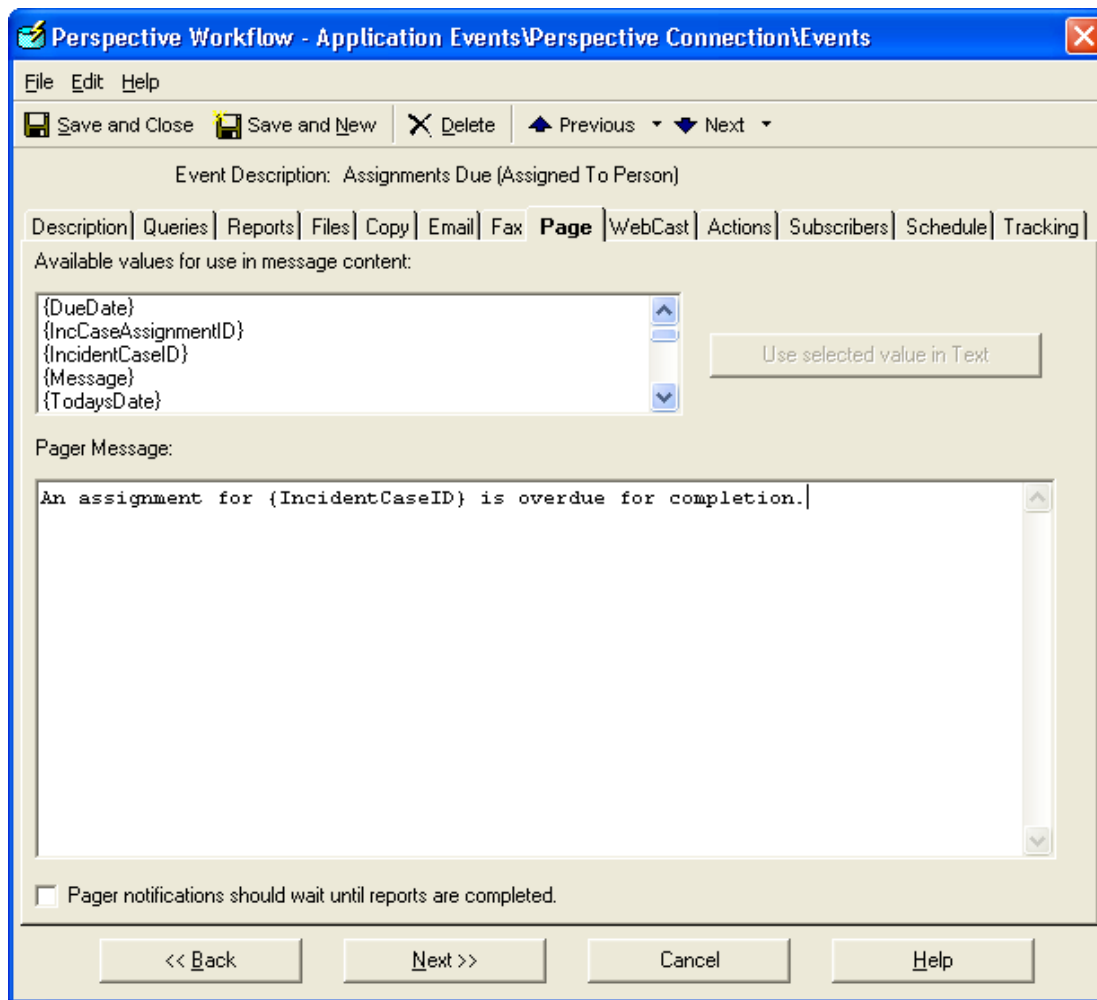 Perspective Workflow - Application Events\Perspective Connection\Events
File Edit Help
Save and Close Save and New Delete Previous Next
Event Description: Assignments Due (Assigned To Person)
Description Queries Reports Files Copy Email Fax Page WebCast Actions Subscribers Schedule Tracking
Available values for use in message content:
{DueDate}
{IncCaseAssignmentID}
{IncidentCaseID}
{Message}
{TodaysDate}
Use selected value in Text
Pager Message:
An assignment for {IncidentCaseID} is overdue for completion.
Pager notifications should wait until reports are completed.
<< Back Next >> Cancel Help